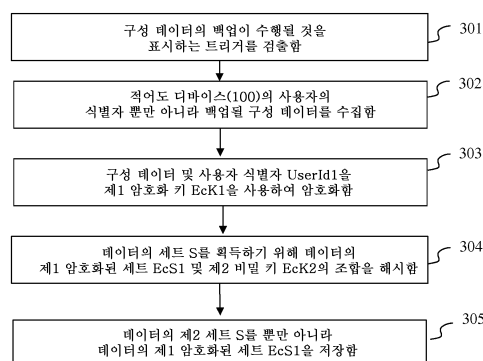 구성 데이터의 백업이 수행될 것을
표시하는 트리거를 검출함
301
적어도 디바이스(100)의 사용자의
식별자 뿐만 아니라 백업될 구성 데이터를 수집함
302
구성 데이터 및 사용자 식별자 UserId1을
제1 암호화 키 EcK1을 사용하여 암호화함
303
데이터의 세트 S를 획득하기 위해 데이터의
제1 암호화된 세트 EcS1 및 제2 비밀 키 EcK2의 조합을 해시함
304
데이터의 제2 세트 S를 뿐만 아니라
데이터의 제1 암호화된 세트 EcS1을 저장함
305